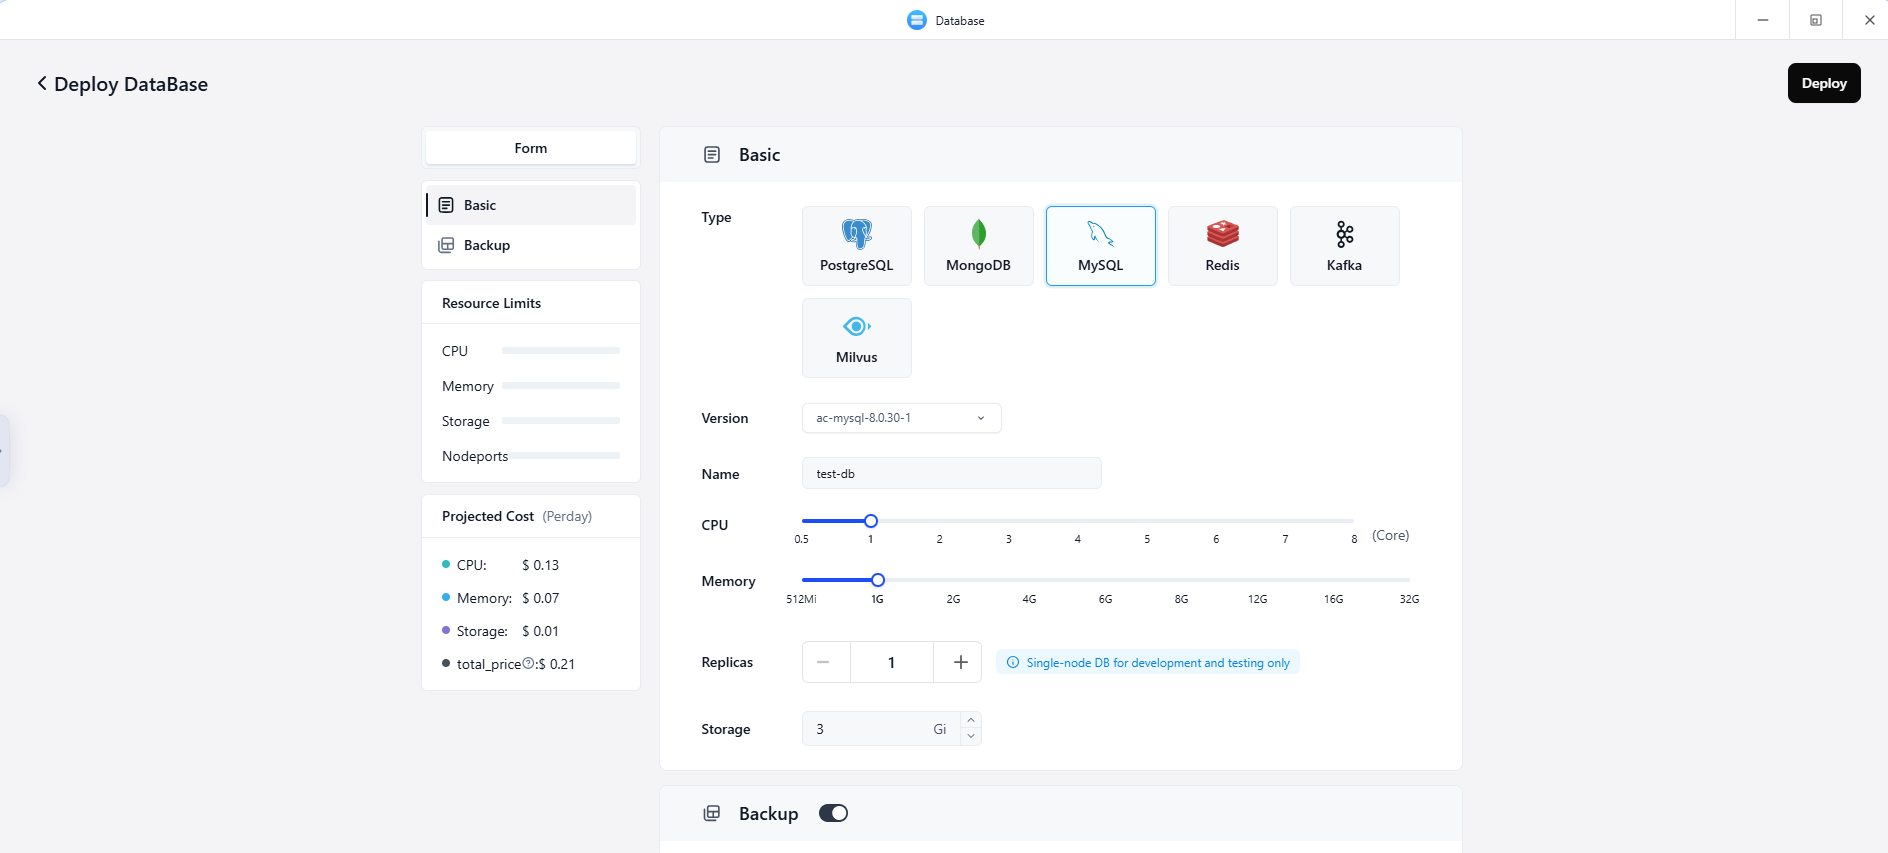 Database
Deploy DataBase
Deploy
Form
Basic
Backup
Resource Limits
CPU
Memory
Storage
Nodeports
Projected Cost (Perday)
CPU: $ 0.13
Memory: $ 0.07
Storage: $ 0.01
total_price?:$ 0.21
Basic
Type
PostgreSQL MongoDB MySQL Redis Kafka
Milvus
Version ac-mysql-8.0.30-1
Name test-db
CPU
0.5 1 2 3 4 5 6 7 8 (Core)
Memory
512Mi 1G 2G 4G 6G 8G 12G 16G 32G
Replicas 1 Single-node DB for development and testing only
Storage 3 Gi
Backup